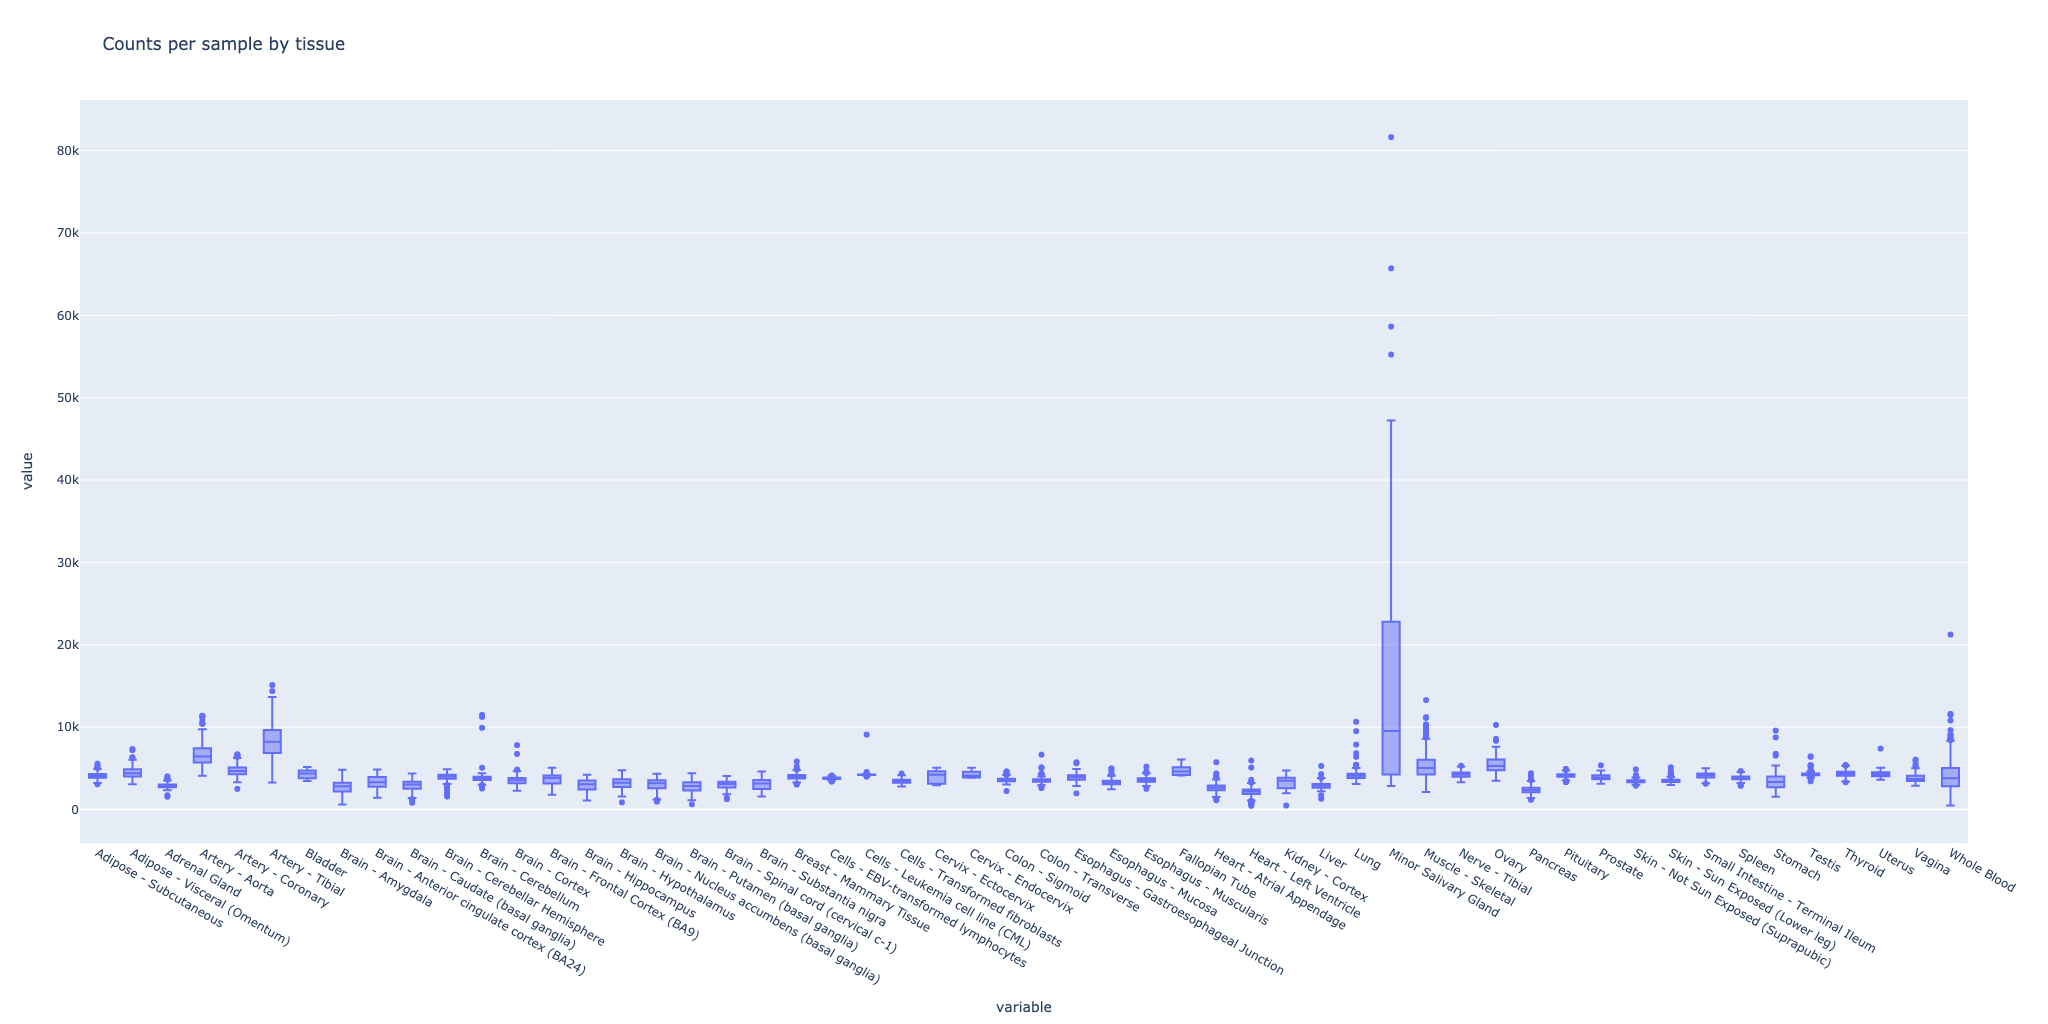 Counts per sample by tissue
80k
70k
60k
50k
40k
30k
20k
10k
0
value
Adipose - Subcutaneous
Adipose - Visceral (Omentum)
Adrenal Gland
Artery - Aorta
Artery - Coronary
Artery - Tibial
Bladder
Brain - Amygdala
Brain - Anterior cingulate cortex (BA24)
Brain - Caudate (basal ganglia)
Brain - Cerebellar Hemisphere
Brain - Cerebellum
Brain - Cortex
Brain - Frontal Cortex (BA9)
Brain - Hippocampus
Brain - Hypothalamus
Brain - Nucleus accumbens (basal ganglia)
Brain - Putamen (basal ganglia)
Brain - Spinal cord (cervical c-1)
Brain - Substantia nigra
Breast - Mammary Tissue
Cells - EBV-transformed lymphocytes
Cells - Leukemia cell line (CML)
Cells - Transformed fibroblasts
Cervix - Ectocervix
Cervix - Endocervix
Colon - Sigmoid
Colon - Transverse
Esophagus - Gastroesophageal Junction
Esophagus - Mucosa
Esophagus - Muscularis
Fallopian Tube
Heart - Atrial Appendage
Heart - Left Ventricle
Kidney - Cortex
Liver
Lung
Minor Salivary Gland
Muscle - Skeletal
Nerve - Tibial
Ovary
Pancreas
Pituitary
Prostate
Skin - Not Sun Exposed (Suprapubic)
Skin - Sun Exposed (Lower leg)
Small Intestine - Terminal Ileum
Spleen
Stomach
Testis
Thyroid
Uterus
Vagina
Whole Blood
variable